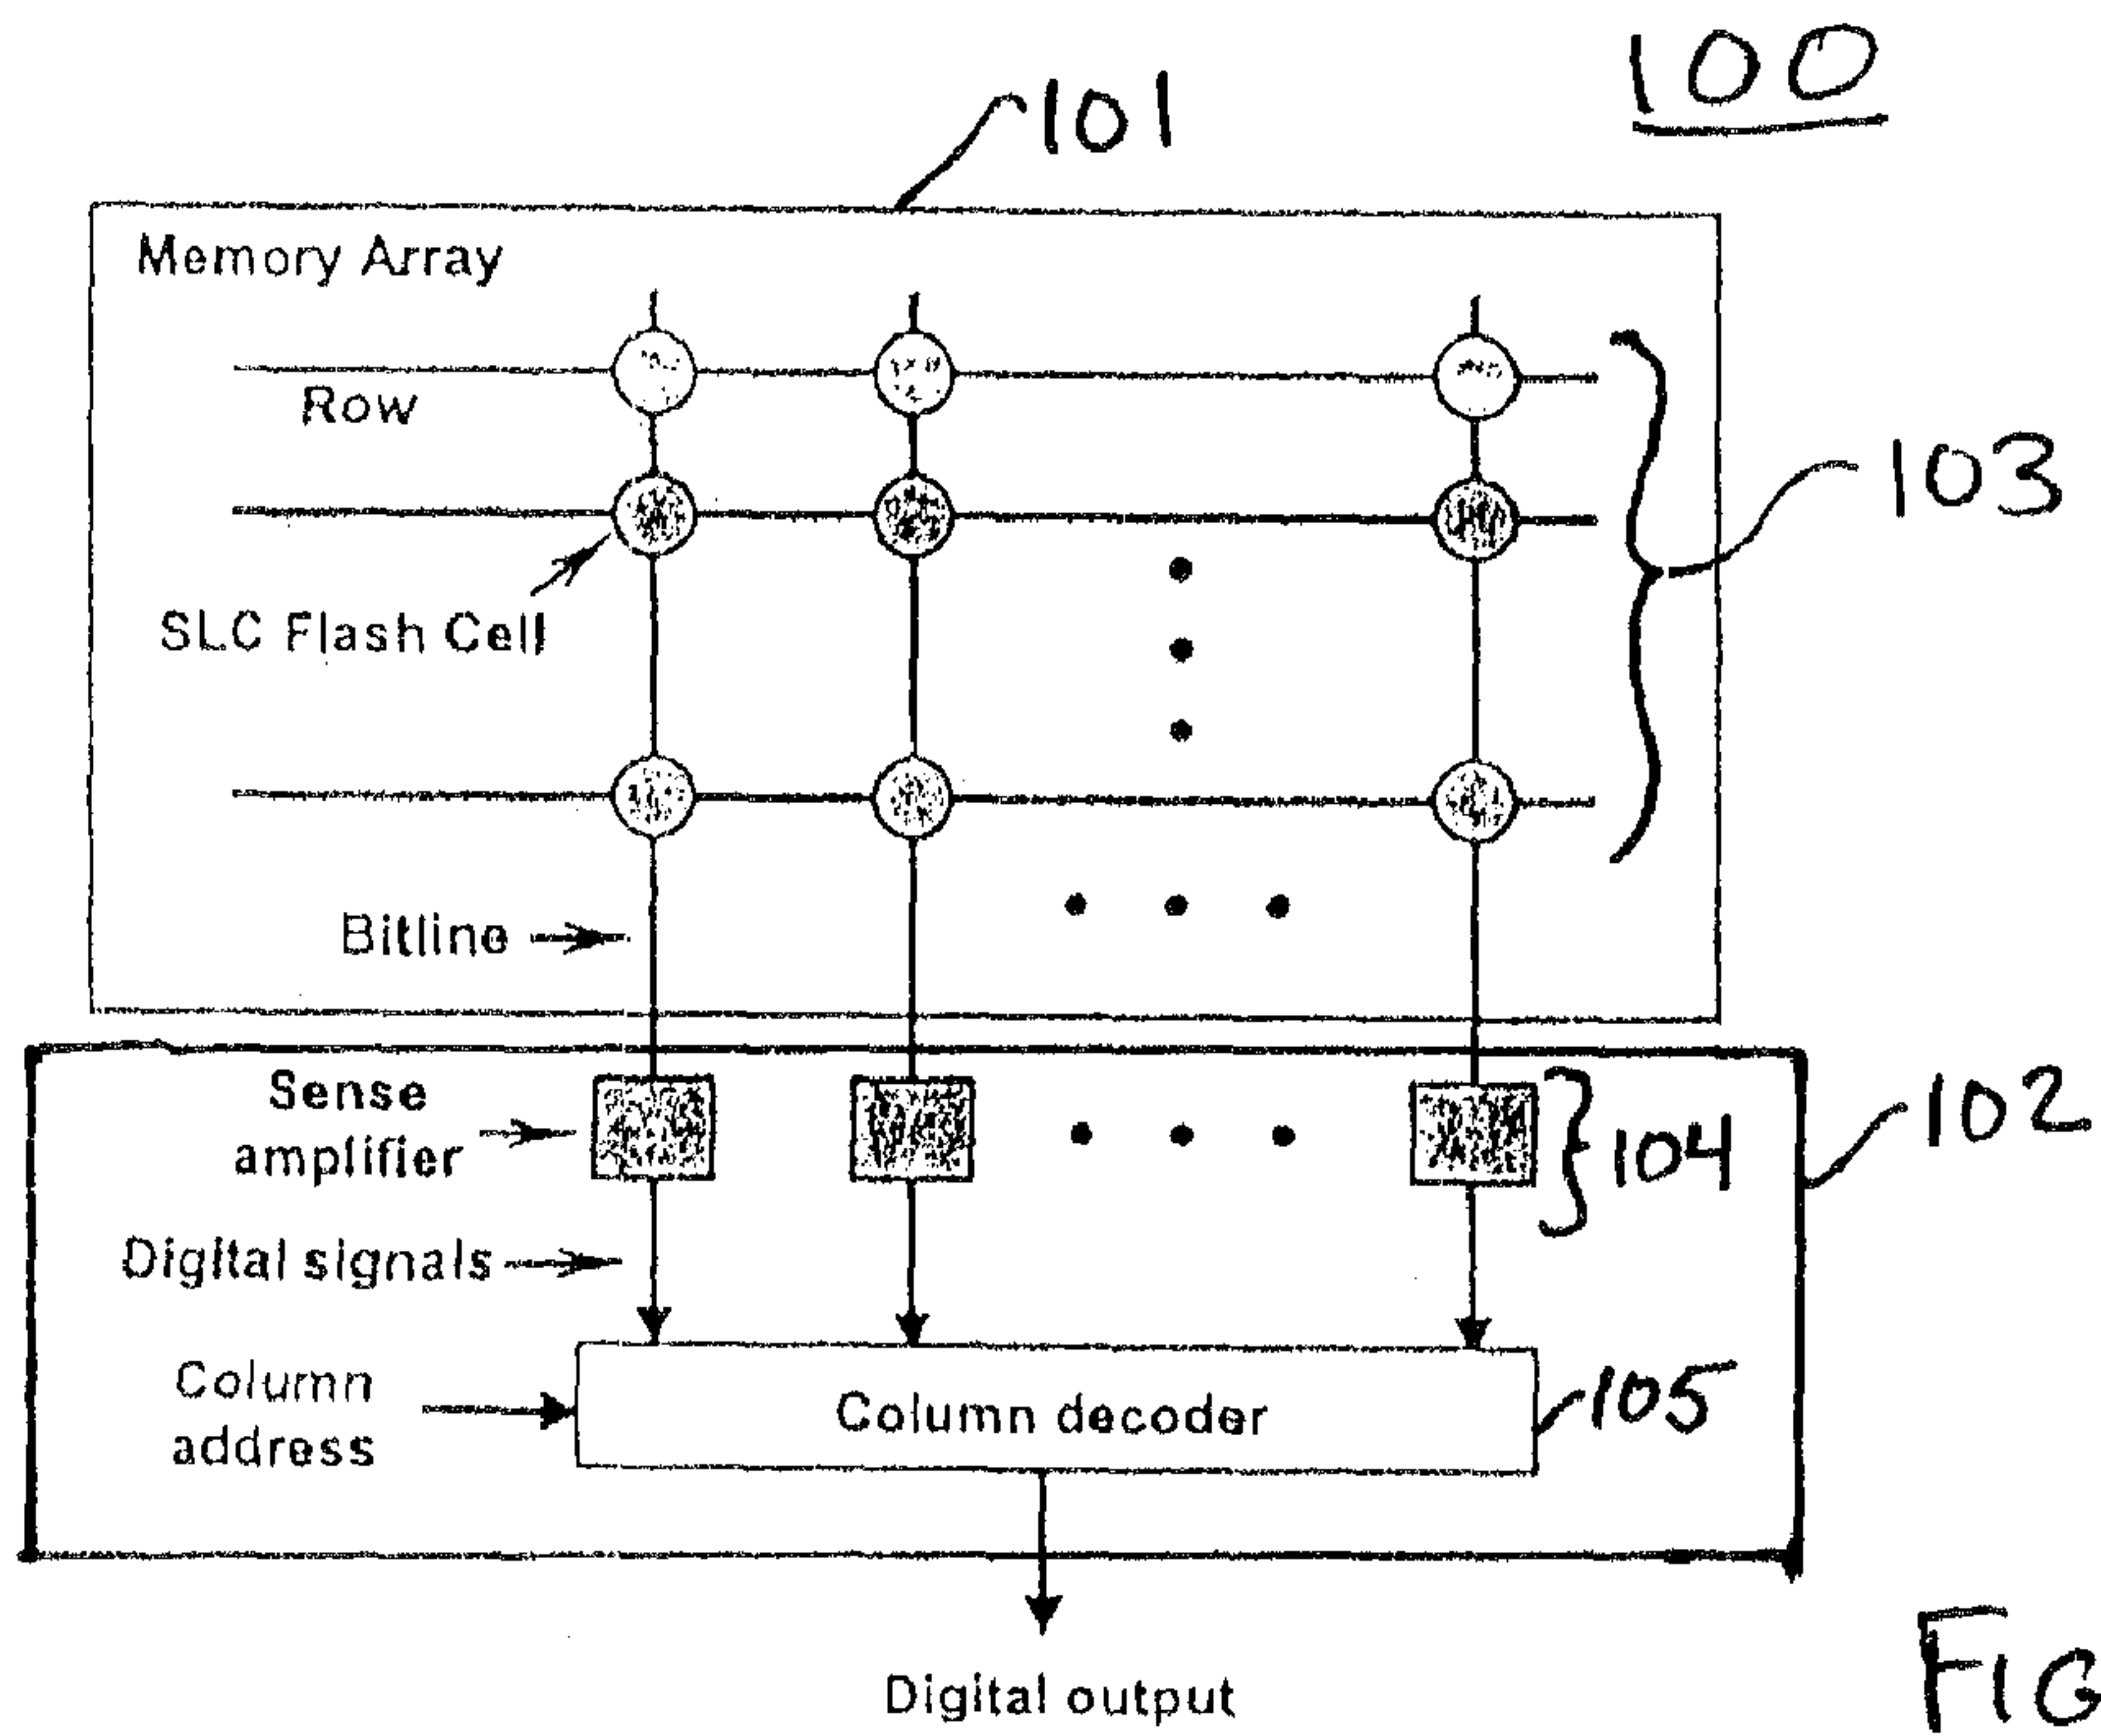 100
101
Memory Array
Row
103
SLC Flash Cell
Bitline
Sense
amplifier
104
102
Digital signals
Column
address
Column decoder
105
Digital output
FIG